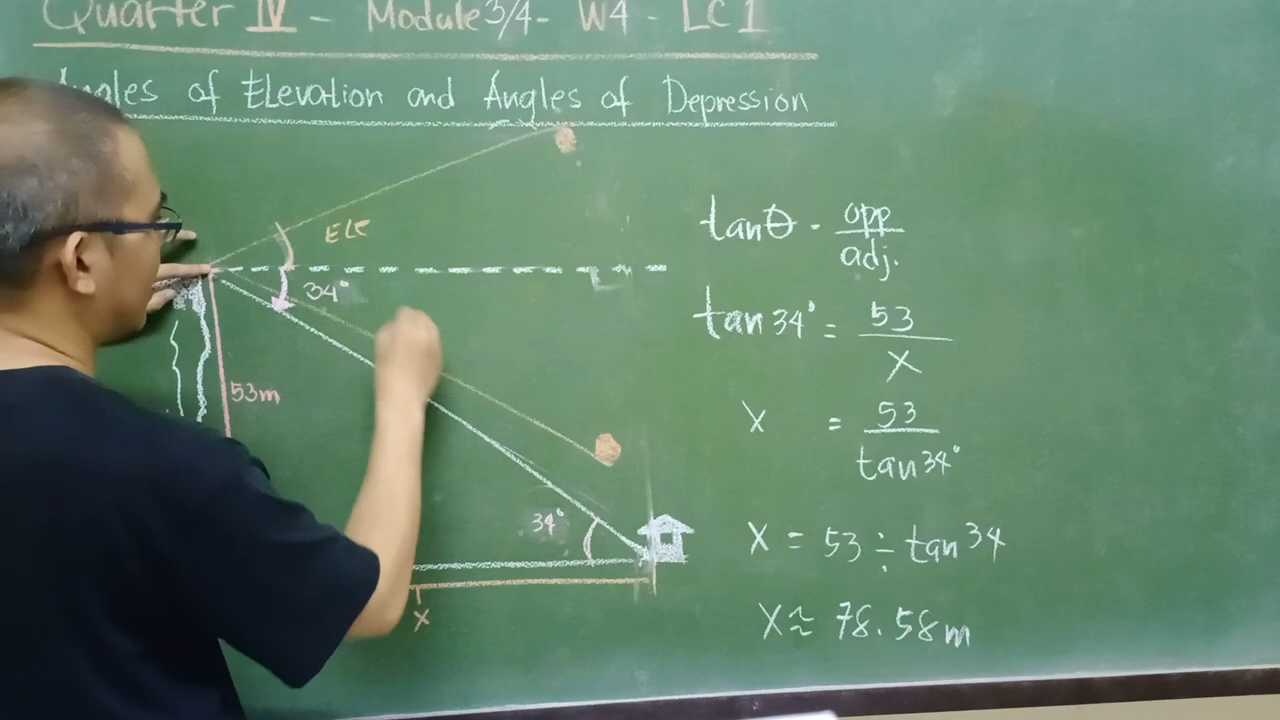 Quarter IV - Module 3/4 - W4 - LC 1
Angles of Elevation and Angles of Depression
ELE
34°
53m
34°
x
tanθ = opp/adj.
tan 34° = 53/x
x = 53/tan34°
x = 53 ÷ tan 34
x ≈ 78.58m